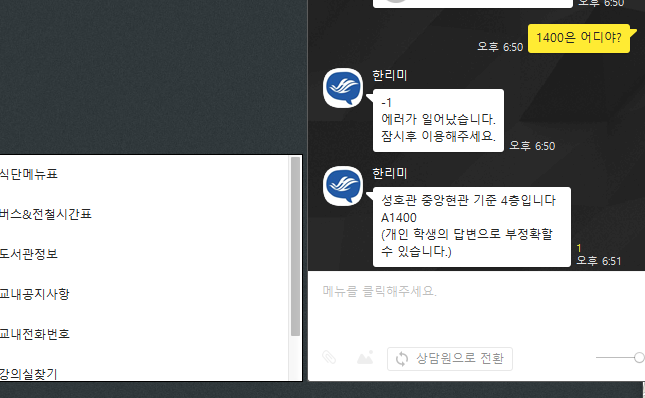 오후 6:50
1400은 어디야?
오후 6:50
한리미
-1
에러가 일어났습니다.
잠시후 이용해주세요.
오후 6:50
한리미
성호관 중앙현관 기준 4층입니다
A1400
(개인 학생의 답변으로 부정확할
수 있습니다.)
1
오후 6:51
메뉴를 클릭해주세요.
상담원으로 전환
식단메뉴표
버스&전철시간표
도서관정보
교내공지사항
교내전화번호
강의실찾기